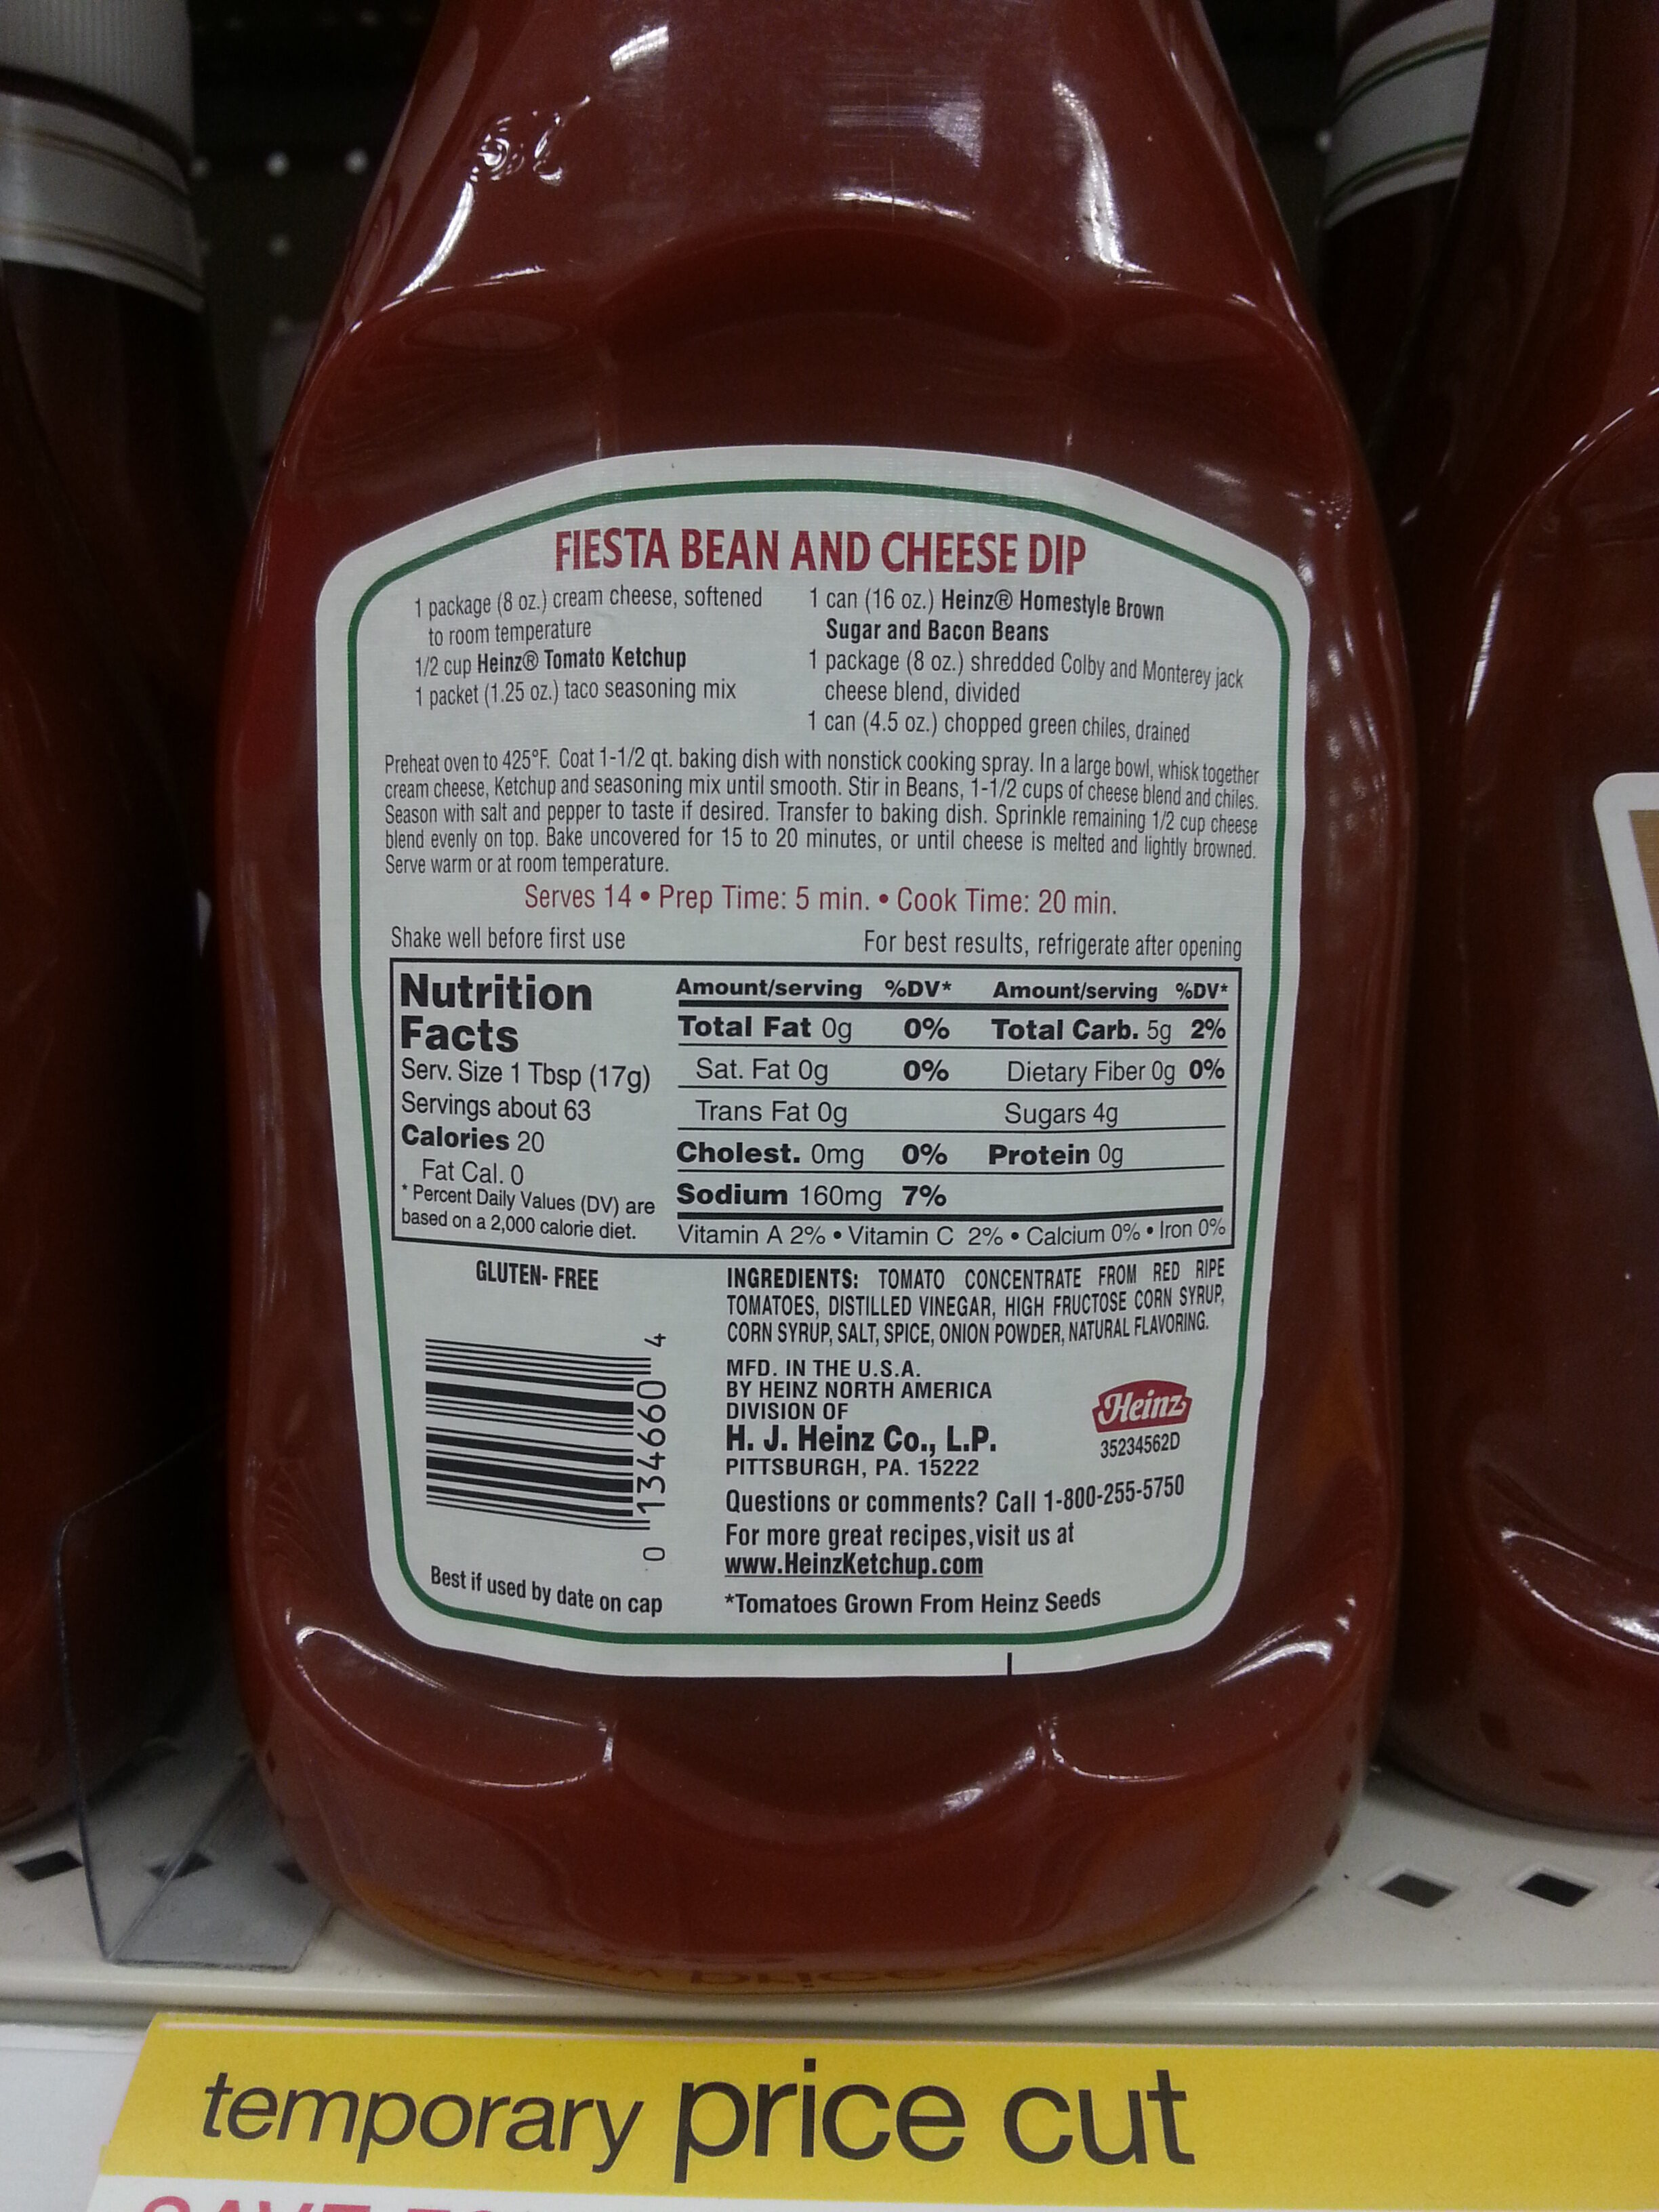 FIESTA BEAN AND CHEESE DIP
1 package (8 oz.) cream cheese, softened
to room temperature
1/2 cup Heinz® Tomato Ketchup
1 packet (1.25 oz.) taco seasoning mix
1 can (16 oz.) Heinz® Homestyle Brown
Sugar and Bacon Beans
1 package (8 oz.) shredded Colby and Monterey jack
cheese blend, divided
1 can (4.5 oz.) chopped green chiles, drained
Preheat oven to 425°F. Coat 1-1/2 qt. baking dish with nonstick cooking spray. In a large bowl, whisk together
cream cheese, Ketchup and seasoning mix until smooth. Stir in Beans, 1-1/2 cups of cheese blend and chiles.
Season with salt and pepper to taste if desired. Transfer to baking dish. Sprinkle remaining 1/2 cup cheese
blend evenly on top. Bake uncovered for 15 to 20 minutes, or until cheese is melted and lightly browned.
Serve warm or at room temperature.
Serves 14 • Prep Time: 5 min. • Cook Time: 20 min.
Shake well before first use
For best results, refrigerate after opening
Nutrition
Facts
Serv. Size 1 Tbsp (17g)
Servings about 63
Calories 20
Fat Cal. 0
* Percent Daily Values (DV) are
based on a 2,000 calorie diet.
Amount/serving %DV* Amount/serving %DV*
Total Fat 0g 0% Total Carb. 5g 2%
Sat. Fat 0g 0% Dietary Fiber 0g 0%
Trans Fat 0g Sugars 4g
Cholest. 0mg 0% Protein 0g
Sodium 160mg 7%
Vitamin A 2% • Vitamin C 2% • Calcium 0% • Iron 0%
GLUTEN- FREE
0 1346604 4
Best if used by date on cap
INGREDIENTS: TOMATO CONCENTRATE FROM RED RIPE
TOMATOES, DISTILLED VINEGAR, HIGH FRUCTOSE CORN SYRUP,
CORN SYRUP, SALT, SPICE, ONION POWDER, NATURAL FLAVORING.
MFD. IN THE U.S.A.
BY HEINZ NORTH AMERICA
DIVISION OF
H. J. Heinz Co., L.P.
PITTSBURGH, PA. 15222
Heinz
35234562D
Questions or comments? Call 1-800-255-5750
For more great recipes,visit us at
www.HeinzKetchup.com
*Tomatoes Grown From Heinz Seeds
temporary price cut